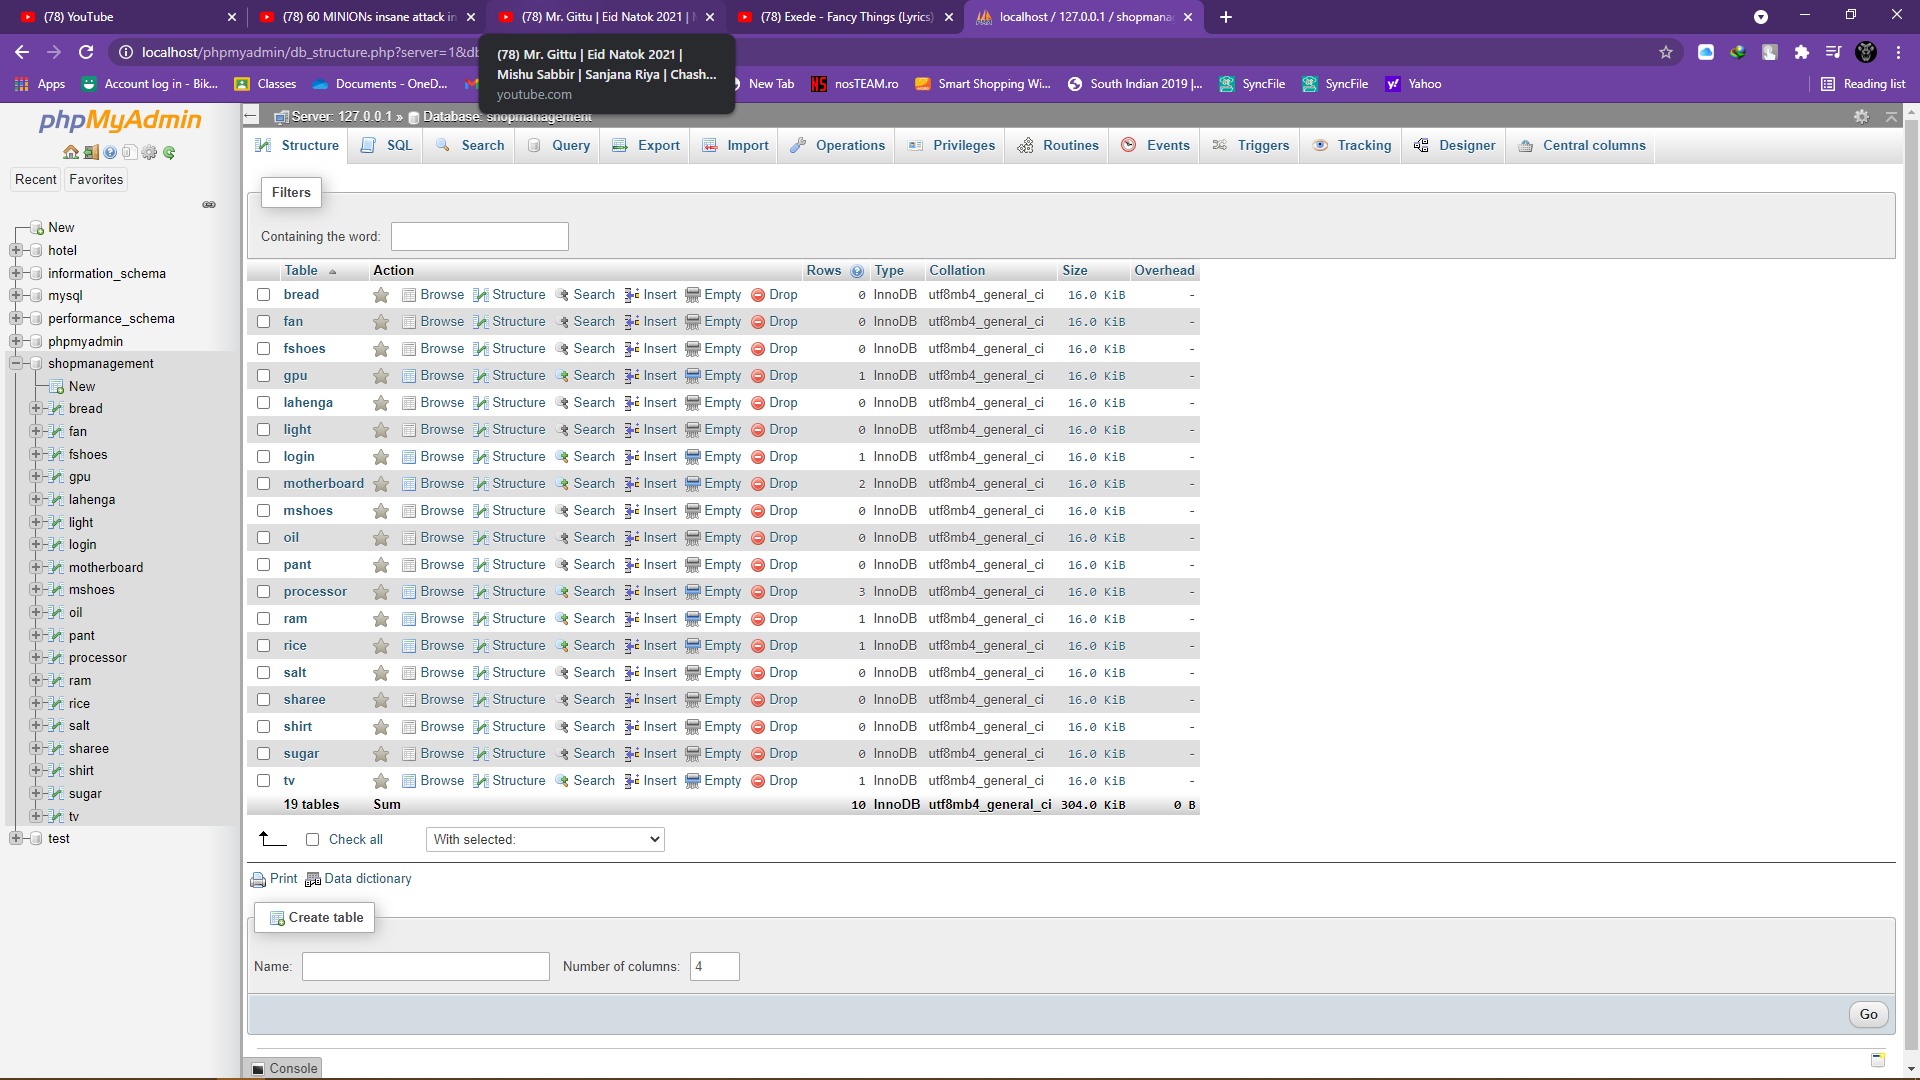 (78) YouTube
(78) 60 MINIONs insane attack in
(78) Mr. Gittu | Eid Natok 2021 |
(78) Exede - Fancy Things (Lyrics)
localhost / 127.0.0.1 / shopmana
localhost/phpmyadmin/db_structure.php?server=1&db
(78) Mr. Gittu | Eid Natok 2021 |
Mishu Sabbir | Sanjana Riya | Chash...
youtube.com
Apps
Account log in - Bik...
Classes
Documents - OneD...
New Tab
nosTEAM.ro
Smart Shopping Wi...
South Indian 2019 |...
SyncFile
SyncFile
Yahoo
Reading list
phpMyAdmin
Recent
Favorites
New
hotel
information_schema
mysql
performance_schema
phpmyadmin
shopmanagement
New
bread
fan
fshoes
gpu
lahenga
light
login
motherboard
mshoes
oil
pant
processor
ram
rice
salt
sharee
shirt
sugar
tv
test
Server: 127.0.0.1 » Database: shopmanagement
Structure SQL Search Query Export Import Operations Privileges Routines Events Triggers Tracking Designer Central columns
Filters
Containing the word:
Table Action Rows Type Collation Size Overhead
bread Browse Structure Search Insert Empty Drop 0 InnoDB utf8mb4_general_ci 16.0 KiB -
fan Browse Structure Search Insert Empty Drop 0 InnoDB utf8mb4_general_ci 16.0 KiB -
fshoes Browse Structure Search Insert Empty Drop 0 InnoDB utf8mb4_general_ci 16.0 KiB -
gpu Browse Structure Search Insert Empty Drop 1 InnoDB utf8mb4_general_ci 16.0 KiB -
lahenga Browse Structure Search Insert Empty Drop 0 InnoDB utf8mb4_general_ci 16.0 KiB -
light Browse Structure Search Insert Empty Drop 0 InnoDB utf8mb4_general_ci 16.0 KiB -
login Browse Structure Search Insert Empty Drop 1 InnoDB utf8mb4_general_ci 16.0 KiB -
motherboard Browse Structure Search Insert Empty Drop 2 InnoDB utf8mb4_general_ci 16.0 KiB -
mshoes Browse Structure Search Insert Empty Drop 0 InnoDB utf8mb4_general_ci 16.0 KiB -
oil Browse Structure Search Insert Empty Drop 0 InnoDB utf8mb4_general_ci 16.0 KiB -
pant Browse Structure Search Insert Empty Drop 0 InnoDB utf8mb4_general_ci 16.0 KiB -
processor Browse Structure Search Insert Empty Drop 3 InnoDB utf8mb4_general_ci 16.0 KiB -
ram Browse Structure Search Insert Empty Drop 1 InnoDB utf8mb4_general_ci 16.0 KiB -
rice Browse Structure Search Insert Empty Drop 1 InnoDB utf8mb4_general_ci 16.0 KiB -
salt Browse Structure Search Insert Empty Drop 0 InnoDB utf8mb4_general_ci 16.0 KiB -
sharee Browse Structure Search Insert Empty Drop 0 InnoDB utf8mb4_general_ci 16.0 KiB -
shirt Browse Structure Search Insert Empty Drop 0 InnoDB utf8mb4_general_ci 16.0 KiB -
sugar Browse Structure Search Insert Empty Drop 0 InnoDB utf8mb4_general_ci 16.0 KiB -
tv Browse Structure Search Insert Empty Drop 1 InnoDB utf8mb4_general_ci 16.0 KiB -
19 tables Sum 10 InnoDB utf8mb4_general_ci 304.0 KiB 0 B
Check all With selected:
Print Data dictionary
Create table
Name: Number of columns: 4
Go
Console